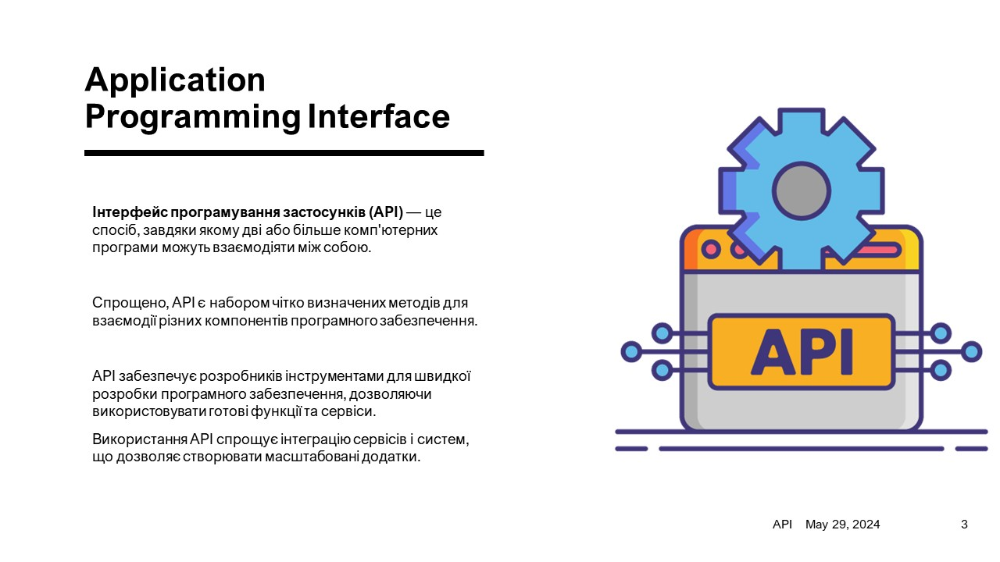 Application
Programming Interface
Інтерфейс програмування застосунків (API) — це
спосіб, завдяки якому дві або більше комп'ютерних
програми можуть взаємодіяти між собою.
Спрощено, API є набором чітко визначених методів для
взаємодії різних компонентів програмного забезпечення.
API забезпечує розробників інструментами для швидкої
розробки програмного забезпечення, дозволяючи
використовувати готові функції та сервіси.
Використання API спрощує інтеграцію сервісів і систем,
що дозволяє створювати масштабовані додатки.
API
API May 29, 2024 3